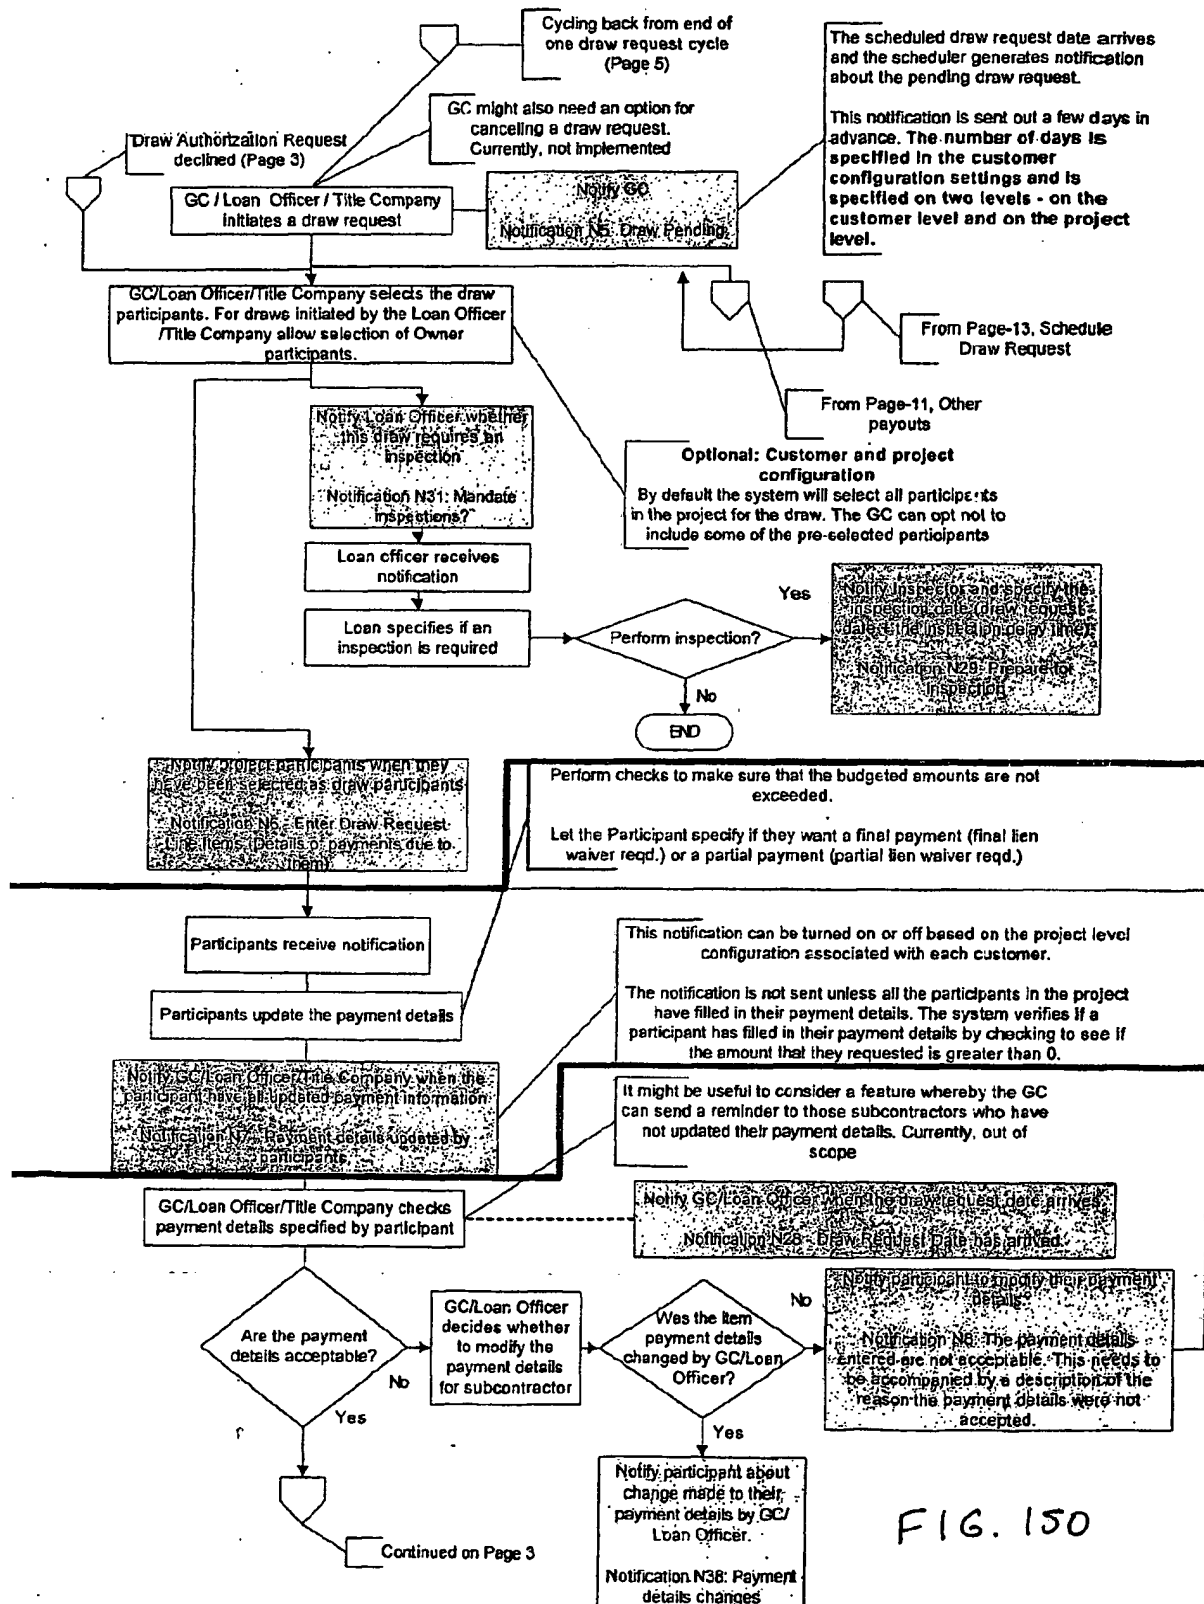 Cycling back from end of
one draw request cycle
(Page 5)
The scheduled draw request date arrives
and the scheduler generates notification
about the pending draw request.
This notification is sent out a few days in
advance. The number of days is
specified in the customer
configuration settings and is
specified on two levels - on the
customer level and on the project
level.
GC might also need an option for
canceling a draw request.
Currently, not implemented
Draw Authorization Request
declined (Page 3)
GC / Loan Officer / Title Company
initiates a draw request
Notify GC
Notification N5: Draw Pending
GC/Loan Officer/Title Company selects the draw
participants. For draws initiated by the Loan Officer
/Title Company allow selection of Owner
participants.
From Page-13, Schedule
Draw Request
From Page-11, Other
payouts
Notify Loan Officer whether
this draw requires an
inspection
Notification N31: Mandate
inspections?
Optional: Customer and project
configuration
By default the system will select all participants
in the project for the draw. The GC can opt not to
include some of the pre-selected participants
Loan officer receives
notification
Loan specifies if an
inspection is required
Perform inspection?
Yes
No
END
Notify Inspector and specify the
inspection date (draw request
date + the inspection delay time)
Notification N29: Prepare for
Inspection
Notify project participants when they
have been selected as draw participants
Notification N6 - Enter Draw Request
Line Items (Details of payments due to
them)
Perform checks to make sure that the budgeted amounts are not
exceeded.
Let the Participant specify if they want a final payment (final lien
waiver reqd.) or a partial payment (partial lien waiver reqd.)
Participants receive notification
Participants update the payment details
This notification can be turned on or off based on the project level
configuration associated with each customer.
The notification is not sent unless all the participants in the project
have filled in their payment details. The system verifies if a
participant has filled in their payment details by checking to see if
the amount that they requested is greater than 0.
Notify GC/Loan Officer/Title Company when the
participant have all updated payment information
Notification N7 - Payment details updated by
participants
It might be useful to consider a feature whereby the GC
can send a reminder to those subcontractors who have
not updated their payment details. Currently, out of
scope
GC/Loan Officer/Title Company checks
payment details specified by participant
Notify GC/Loan Officer when the draw request date arrives
Notification N28 - Draw Request Date has arrived.
Are the payment
details acceptable?
No
Yes
GC/Loan Officer
decides whether
to modify the
payment details
for subcontractor
Was the item
payment details
changed by GC/Loan
Officer?
No
Yes
Notify participant to modify their payment
details
Notification N8: The payment details
entered are not acceptable. This needs to
be accompanied by a description of the
reason the payment details were not
accepted.
Notify participant about
change made to their
payment details by GC/
Loan Officer.
Notification N38: Payment
details changes
Continued on Page 3
FIG. 150